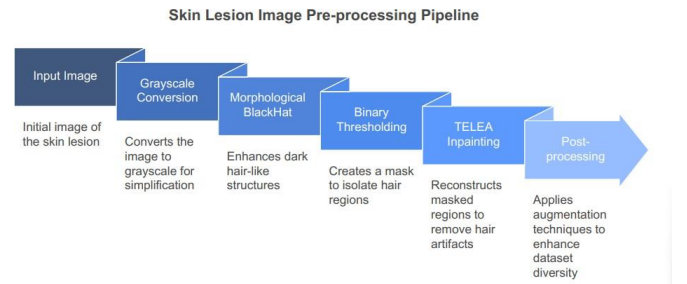 Skin Lesion Image Pre-processing Pipeline
Input Image
Initial image of
the skin lesion
Grayscale
Conversion
Converts the
image to
grayscale for
simplification
Morphological
BlackHat
Enhances dark
hair-like
structures
Binary
Thresholding
Creates a mask
to isolate hair
regions
TELEA
Inpainting
Reconstructs
masked
regions to
remove hair
artifacts
Post-
processing
Applies
augmentation
techniques to
enhance
dataset
diversity